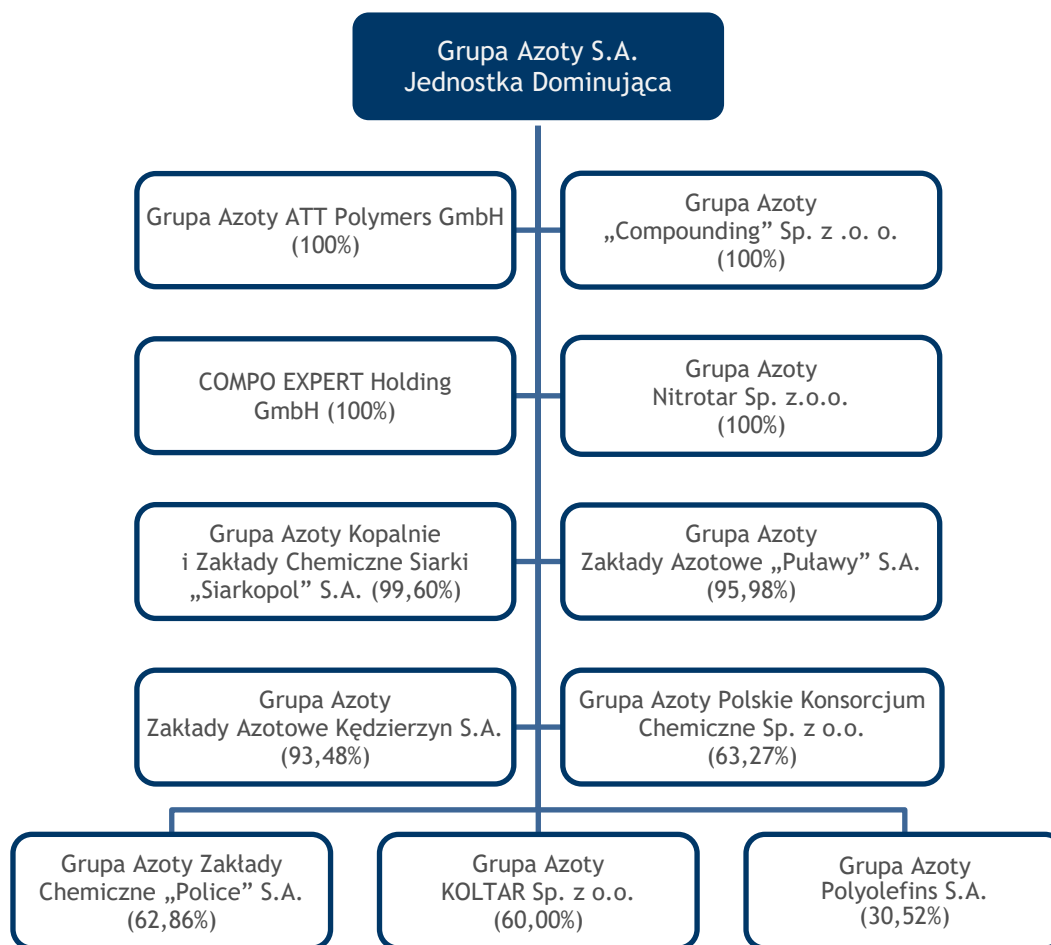 Grupa Azoty S.A.
Jednostka Dominująca
Grupa Azoty ATT Polymers GmbH
(100%)
Grupa Azoty
„Compounding” Sp. z .o. o.
(100%)
COMPO EXPERT Holding
GmbH (100%)
Grupa Azoty
Nitrotar Sp. z.o.o.
(100%)
Grupa Azoty Kopalnie
i Zakłady Chemiczne Siarki
„Siarkopol” S.A. (99,60%)
Grupa Azoty
Zakłady Azotowe „Puławy” S.A.
(95,98%)
Grupa Azoty
Zakłady Azotowe Kędzierzyn S.A.
(93,48%)
Grupa Azoty Polskie Konsorcjum
Chemiczne Sp. z o.o.
(63,27%)
Grupa Azoty Zakłady
Chemiczne „Police” S.A.
(62,86%)
Grupa Azoty
KOLTAR Sp. z o.o.
(60,00%)
Grupa Azoty
Polyolefins S.A.
(30,52%)